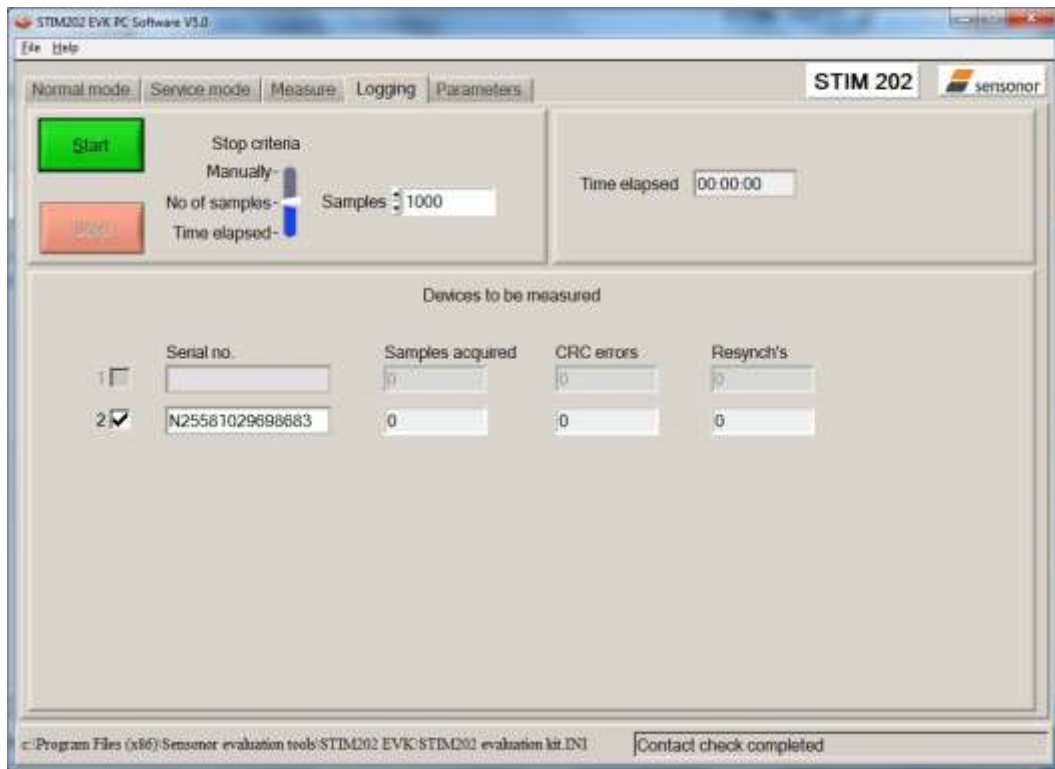 STIM202 EVK PC Software V5.0
File Help
Normal mode Service mode Measure Logging Parameters
STIM 202 sensonor
Start
Stop criteria
Manually
No of samples
Time elapsed
Samples 1000
Stop
Time elapsed 00:00:00
Devices to be measured
Serial no. Samples acquired CRC errors Resynch's
1 0 0 0
2 N25581029698683 0 0 0
c:\Program Files (x86)\Sensonor evaluation tools\STIM202 EVK\STIM202 evaluation kit.INI Contact check completed